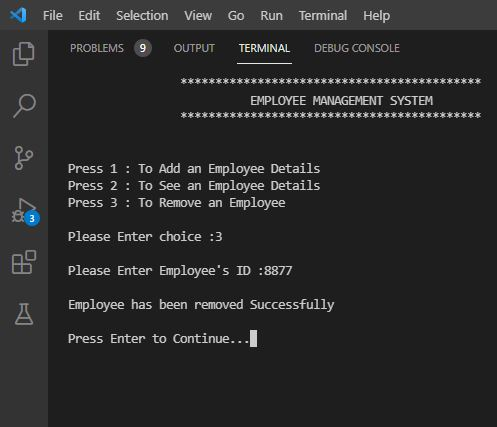 File Edit Selection View Go Run Terminal Help
PROBLEMS 9 OUTPUT TERMINAL DEBUG CONSOLE
*******************************************
EMPLOYEE MANAGEMENT SYSTEM
*******************************************
Press 1 : To Add an Employee Details
Press 2 : To See an Employee Details
Press 3 : To Remove an Employee
Please Enter choice :3
3
Please Enter Employee's ID :8877
Employee has been removed Successfully
Press Enter to Continue...